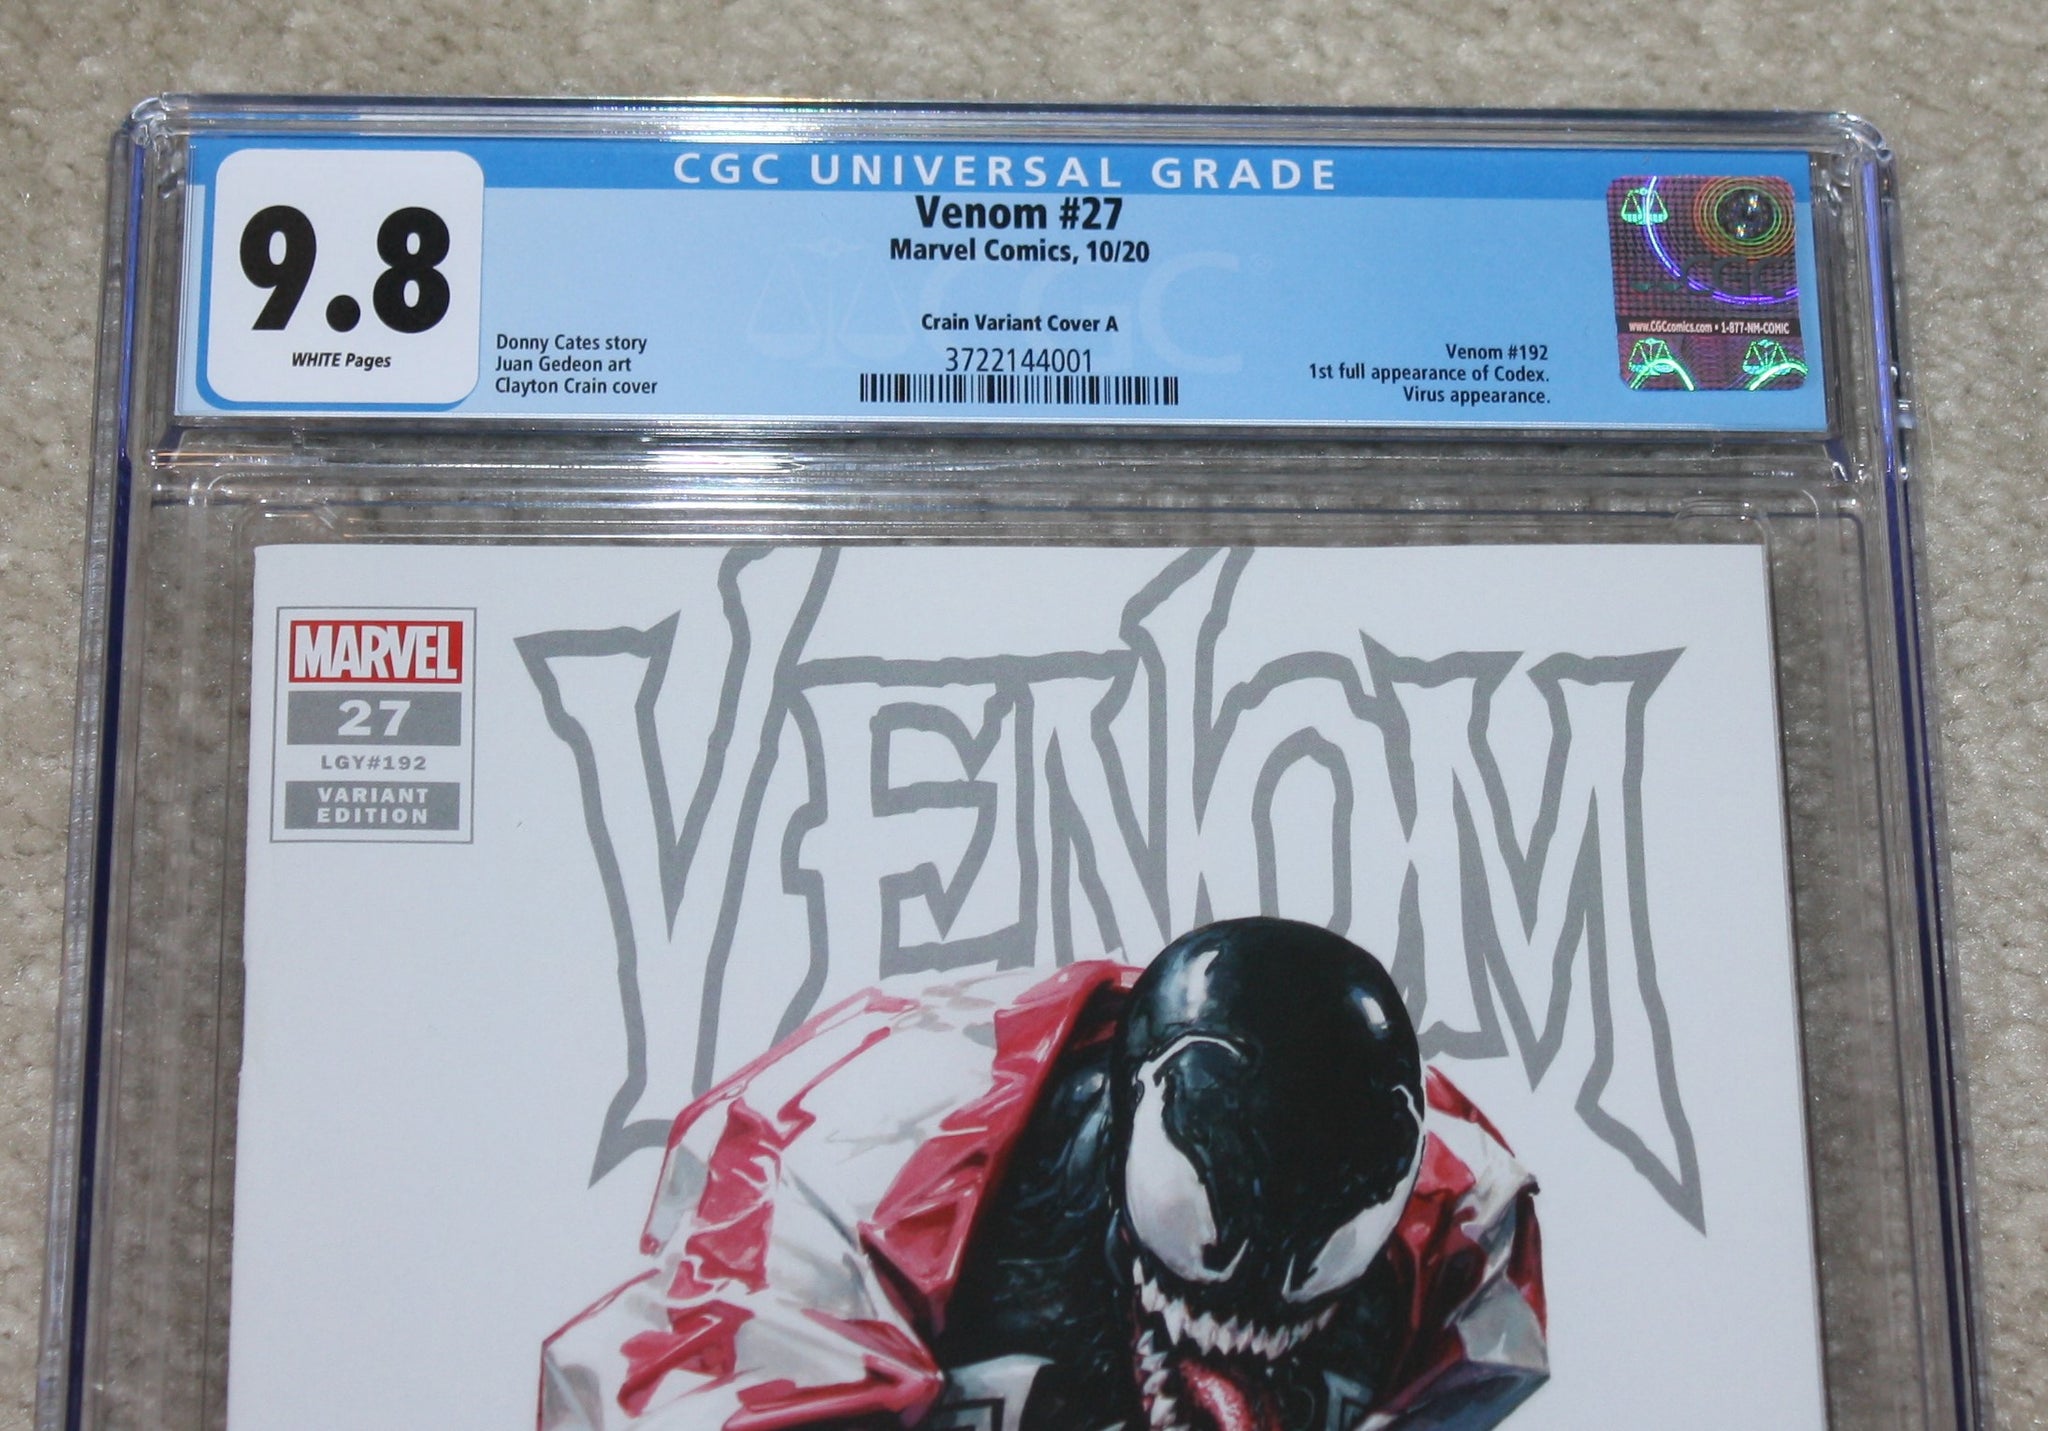 CGC UNIVERSAL GRADE
9.8
WHITE Pages
Venom #27
Marvel Comics, 10/20
Crain Variant Cover A
3722144001
Donny Cates story
Juan Gedeon art
Clayton Crain cover
Venom #192
1st full appearance of Codex.
Virus appearance.
CGC
www.CGCcomics.com • 1-877-NM-COMIC
CGC
MARVEL
27
LGY#192
VARIANT
EDITION
VENOM